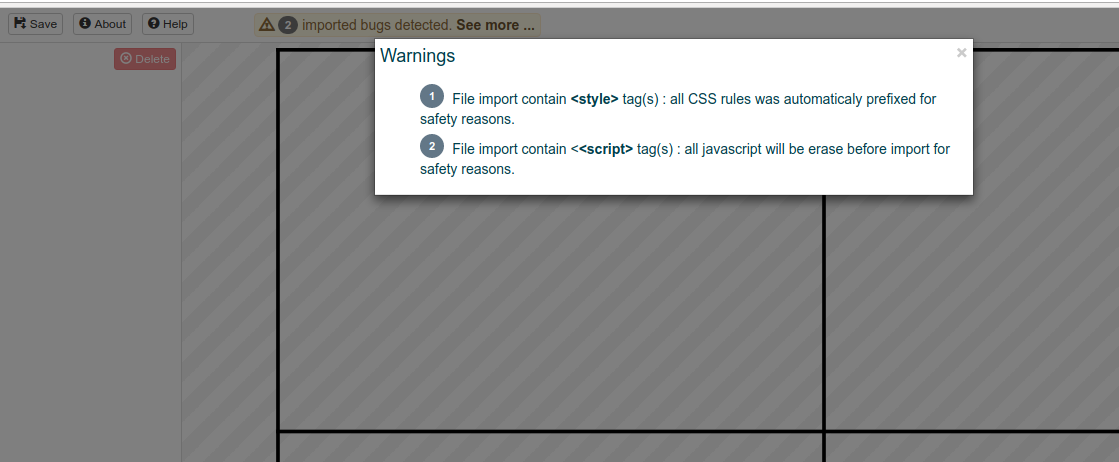 Save About Help 2 imported bugs detected. See more ...
Delete
Warnings ×
1 File import contain <style> tag(s) : all CSS rules was automaticaly prefixed for
safety reasons.
2 File import contain <<script> tag(s) : all javascript will be erase before import for
safety reasons.